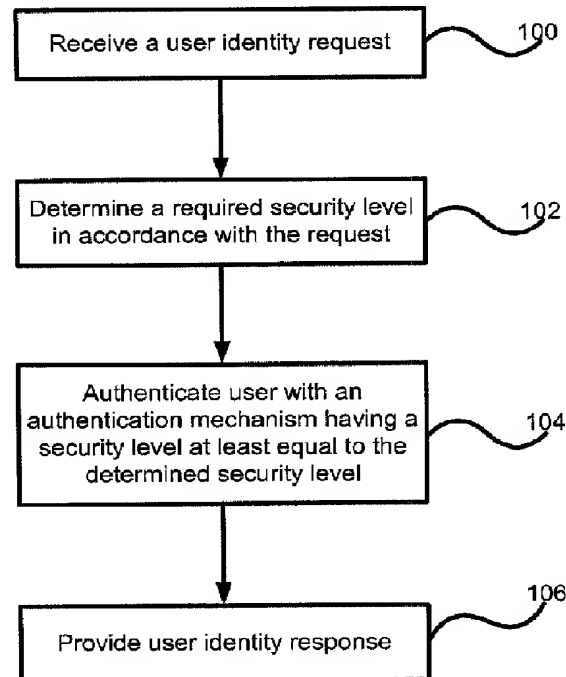 Receive a user identity request
100
Determine a required security level
in accordance with the request
102
Authenticate user with an
authentication mechanism having a
security level at least equal to the
determined security level
104
Provide user identity response
106